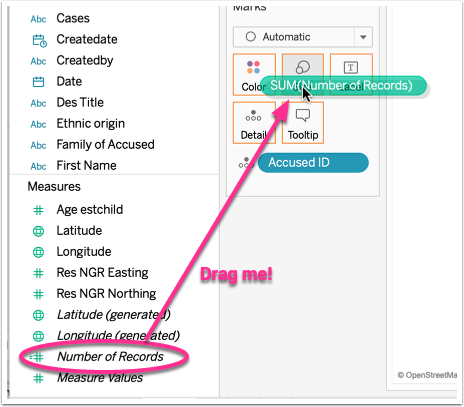 Marks
Abc Cases
Createdate
Abc Createdby
Date
Abc Des Title
Abc Ethnic origin
Abc Family of Accused
Abc First Name
Measures
Age estchild
Latitude
Longitude
Res NGR Easting
Res NGR Northing
Latitude (generated)
Longitude (generated)
Number of Records
Measure Values
Automatic
Color
SUM(Number of Records)
Detail
Tooltip
Accused ID
Drag me!
© OpenStreetMa